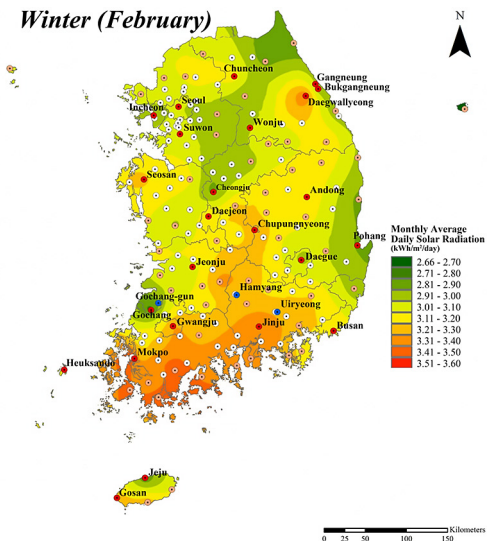 Winter (February)
N
Chuncheon
Gangneung
Bukgangneung
Daegwallyeong
Seoul
Incheon
Suwon
Wonju
Seosan
Cheongju
Andong
Daejeon
Chupungnyeong
Pohang
Monthly Average
Daily Solar Radiation
(kWh/m²/day)
2.66 - 2.70
2.71 - 2.80
2.81 - 2.90
2.91 - 3.00
3.01 - 3.10
3.11 - 3.20
3.21 - 3.30
3.31 - 3.40
3.41 - 3.50
3.51 - 3.60
Daegue
Jeonju
Hamyang
Gochang-gun
Uiryeong
Gochang
Gwangju
Jinju
Busan
Mokpo
Heuksando
Jeju
Gosan
Kilometers
0 25 50 100 150